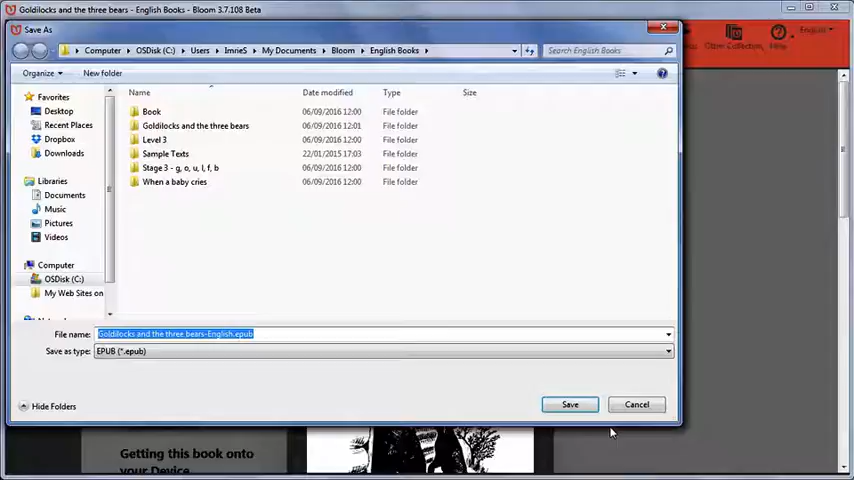 Goldilocks and the three bears - English Books - Bloom 3.7.108 Beta
Save As
Computer ▸ OSDisk (C:) ▸ Users ▸ ImrieS ▸ My Documents ▸ Bloom ▸ English Books ▸
Search English Books
Other Collection
Help
English
Organize
New folder
Name
Date modified
Type
Size
Favorites
Desktop
Recent Places
Dropbox
Downloads
Libraries
Documents
Music
Pictures
Videos
Computer
OSDisk (C:)
My Web Sites on
Book 06/09/2016 12:00 File folder
Goldilocks and the three bears 06/09/2016 12:01 File folder
Level 3 06/09/2016 12:00 File folder
Sample Texts 22/01/2015 17:03 File folder
Stage 3 - g, o, u, l, f, b 06/09/2016 12:00 File folder
When a baby cries 06/09/2016 12:00 File folder
File name: Goldilocks and the three bears-English.epub
Save as type: EPUB (*.epub)
Hide Folders
Save
Cancel
Getting this book onto
your Device